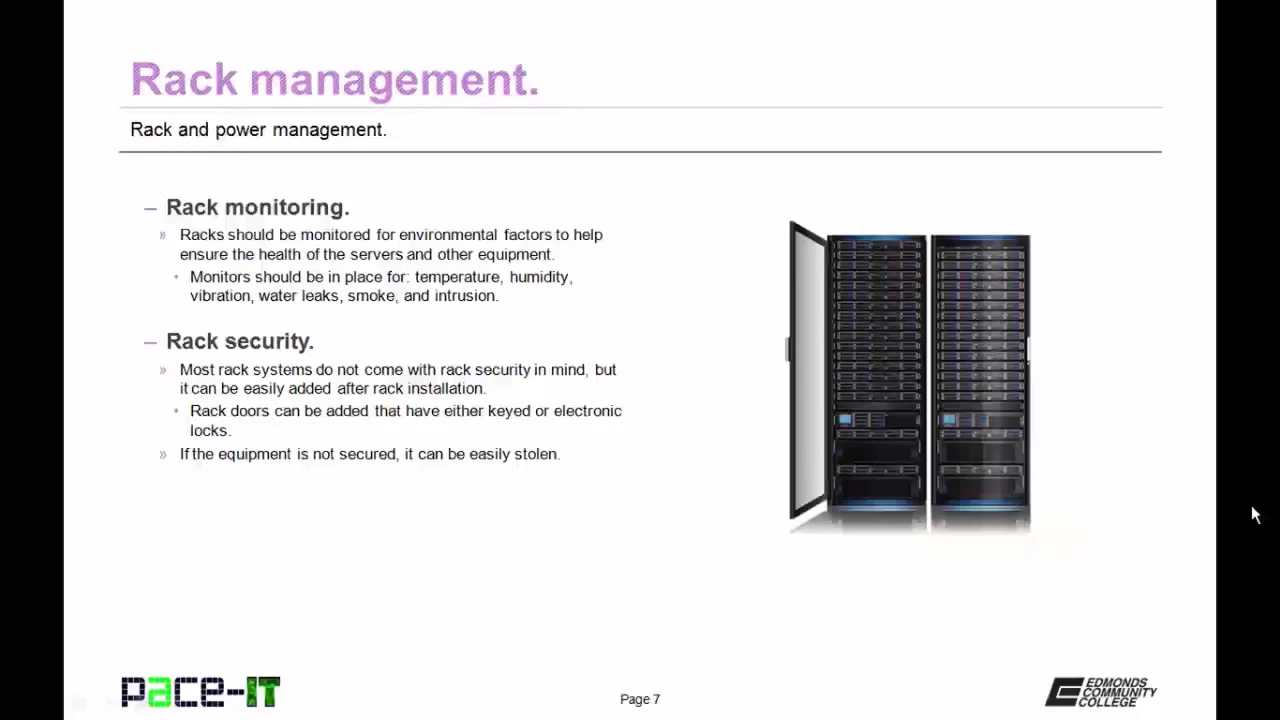 Rack management.
Rack and power management.
– Rack monitoring.
» Racks should be monitored for environmental factors to help
ensure the health of the servers and other equipment.
• Monitors should be in place for: temperature, humidity,
vibration, water leaks, smoke, and intrusion.
– Rack security.
» Most rack systems do not come with rack security in mind, but
it can be easily added after rack installation.
• Rack doors can be added that have either keyed or electronic
locks.
» If the equipment is not secured, it can be easily stolen.
pace-IT
Page 7
EDMONDS
COMMUNITY
COLLEGE